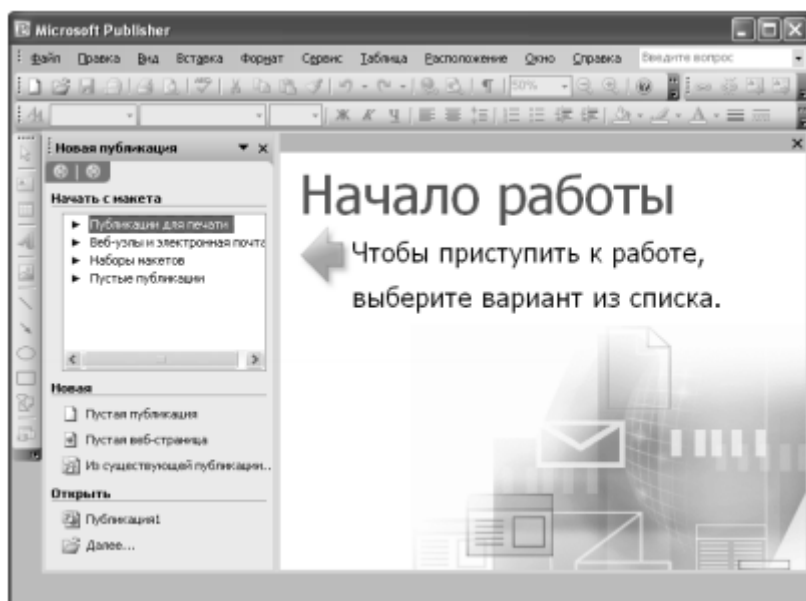 Microsoft Publisher
Файл Правка Вид Вставка Формат Сервис Таблица Расположение Окно Справка Введите вопрос
50%
Ж К Ч
Новая публикация
Начать с макета
Публикации для печати
Веб-узлы и электронная почта
Наборы макетов
Пустые публикации
Новая
Пустая публикация
Пустая веб-страница
Из существующей публикации...
Открыть
Публикация1
Далее...
Начало работы
Чтобы приступить к работе,
выберите вариант из списка.